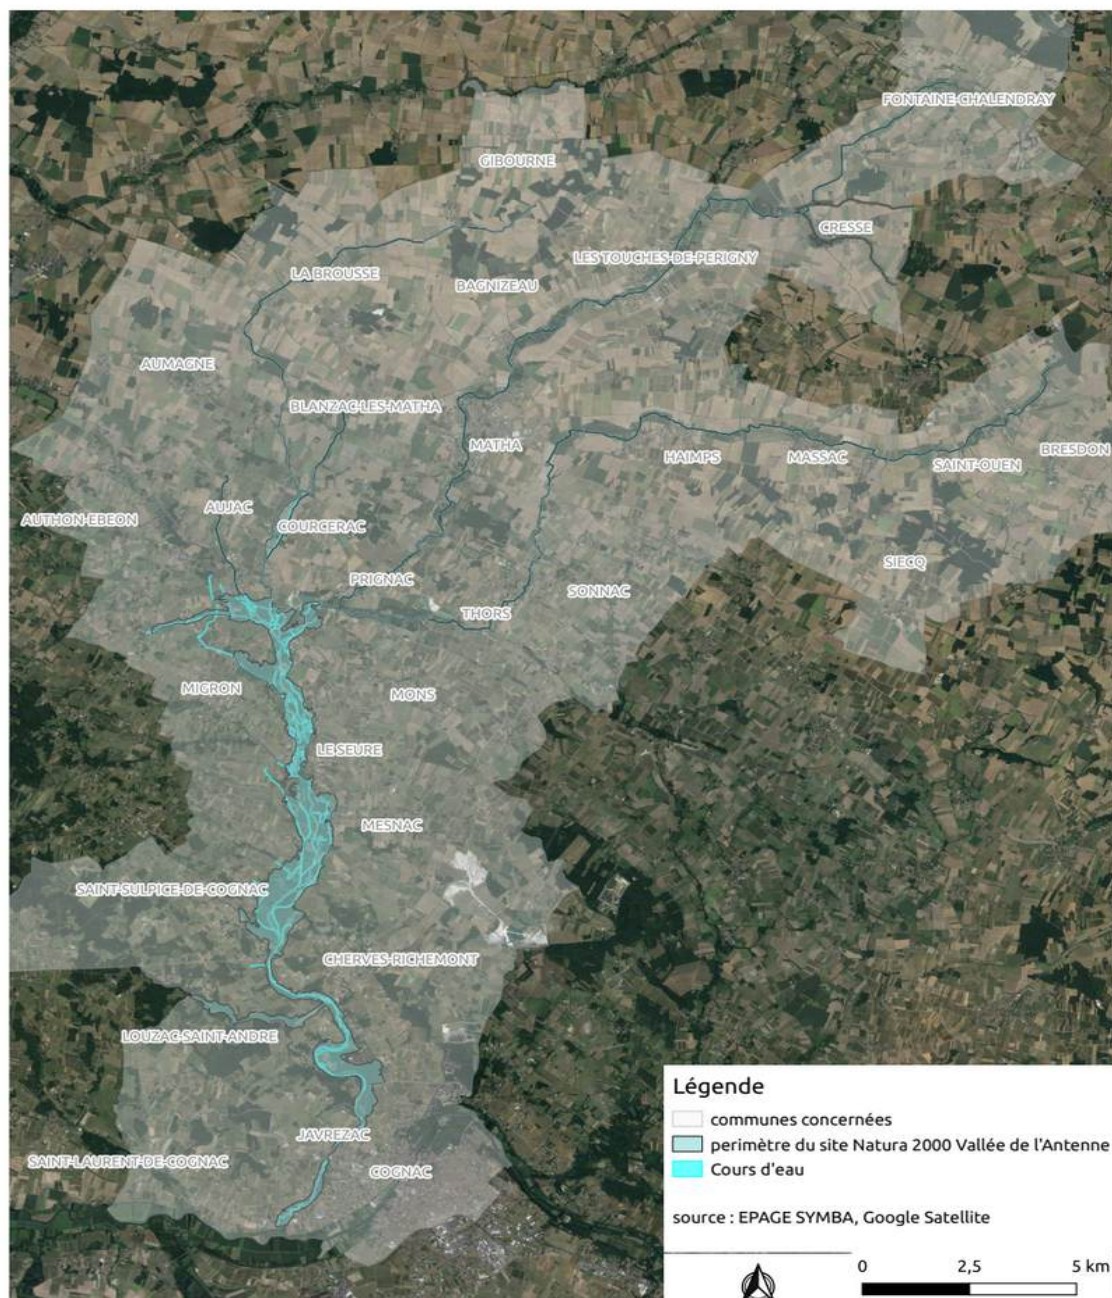 FONTAINE-CHALENDRAY
GIBOURNE
CRESSE
LES TOUCHES-DE-PERIGNY
LA BROUSSE
BAGNIZEAU
AUMAGNE
BLANZAC-LES-MATHA
MATHA
HAIMPS
MASSAC
SAINT-OUEN
BRESDON
AUJAC
AUTHON-EBEON
COURCERAC
SIECQ
PRIGNAC
SONNAC
THORS
MIGRON
MONS
LE SEURE
MESNAC
SAINT-SULPICE-DE-COGNAC
CHERVES-RICHEMONT
LOUZAC-SAINT-ANDRE
JAVREZAC
SAINT-LAURENT-DE-COGNAC
COGNAC
Légende
communes concernées
perimètre du site Natura 2000 Vallée de l'Antenne
Cours d'eau
source : EPAGE SYMBA, Google Satellite
0 2,5 5 km